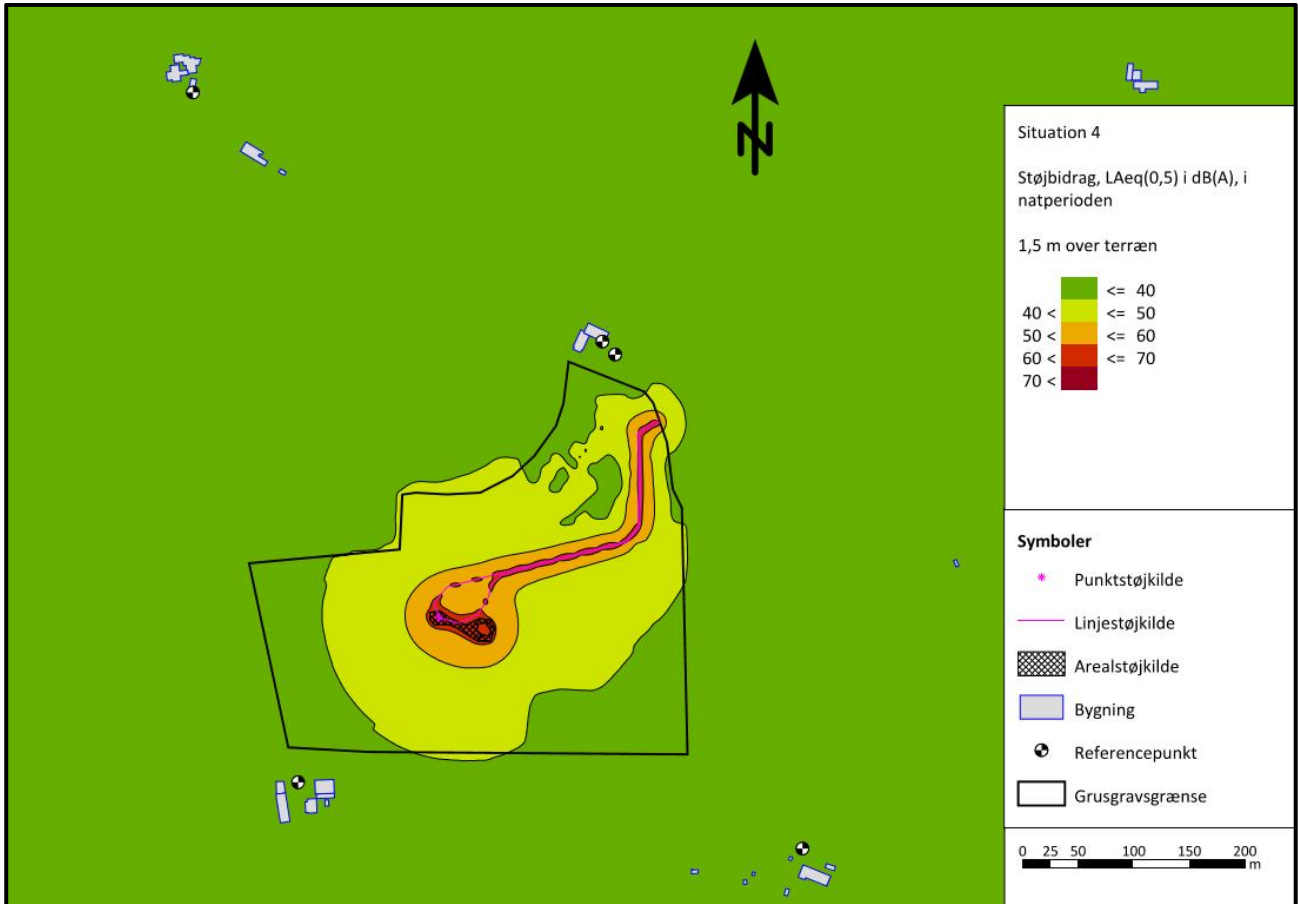 N
Situation 4
Støjbidrag, LAeq(0,5) i dB(A), i
natperioden
1,5 m over terræn
<= 40
40 < <= 50
50 < <= 60
60 < <= 70
70 <
Symboler
Punktstøjkilde
Linjestøjkilde
Arealstøjkilde
Bygning
Referencepunkt
Grusgravsgrænse
0 25 50 100 150 200
m